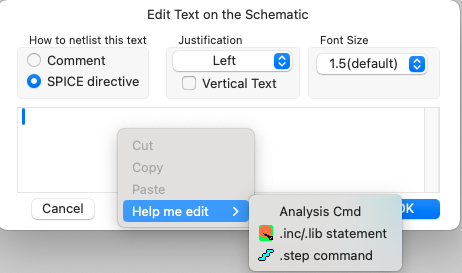 Edit Text on the Schematic
How to netlist this text
Comment
SPICE directive
Justification
Left
Vertical Text
Font Size
1.5(default)
Cut
Copy
Paste
Help me edit
Analysis Cmd
.inc/.lib statement
.step command
Cancel
OK